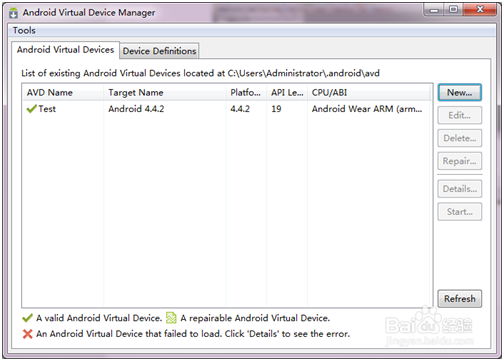 Android Virtual Device Manager
Tools
Android Virtual Devices Device Definitions
List of existing Android Virtual Devices located at C:\Users\Administrator\.android\avd
AVD Name Target Name Platfo... API Le... CPU/ABI
Test Android 4.4.2 4.4.2 19 Android Wear ARM (arm...
New...
Edit...
Delete...
Repair...
Details...
Start...
Refresh
A valid Android Virtual Device. A repairable Android Virtual Device.
An Android Virtual Device that failed to load. Click 'Details' to see the error.
Baidu 经验
jingyan.baidu.com